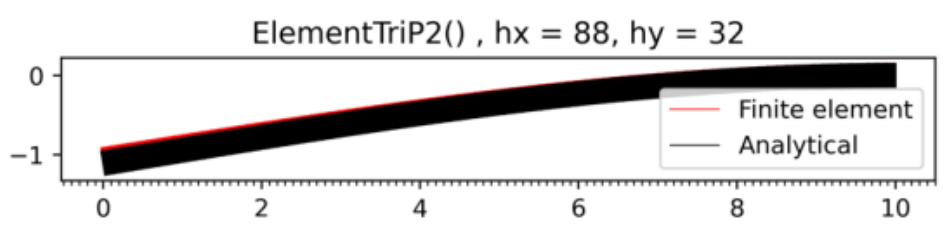 ElementTriP2() , hx = 88, hy = 32
0
−1
Finite element
Analytical
0 2 4 6 8 10